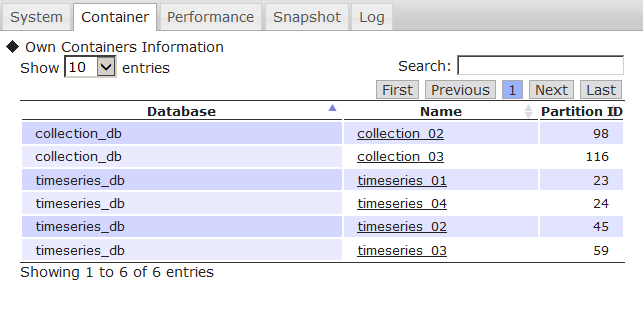 System Container Performance Snapshot Log
Own Containers Information
Show 10 entries Search:
First Previous 1 Next Last
Database Name Partition ID
collection_db collection_02 98
collection_db collection_03 116
timeseries_db timeseries_01 23
timeseries_db timeseries_04 24
timeseries_db timeseries_02 45
timeseries_db timeseries_03 59
Showing 1 to 6 of 6 entries